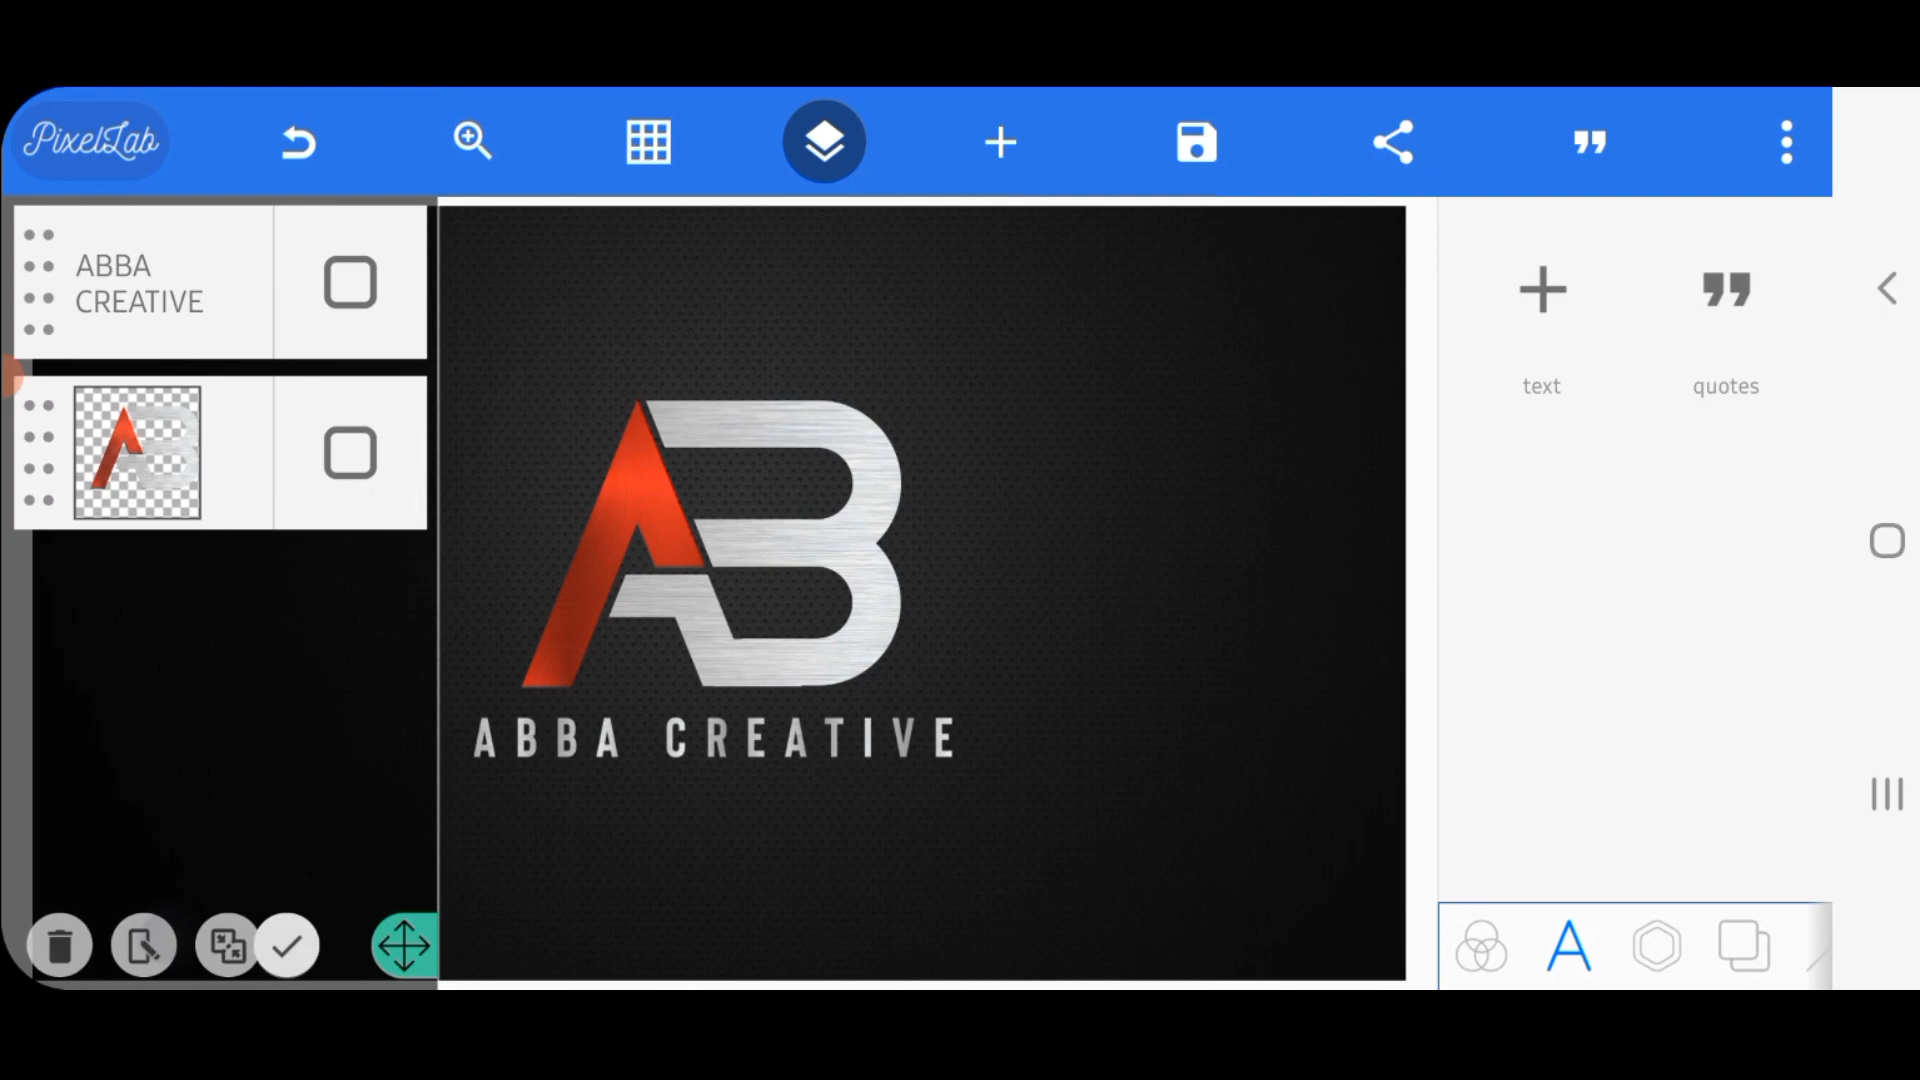 PixelLab
ABBA
CREATIVE
text
quotes
AB
ABBA CREATIVE